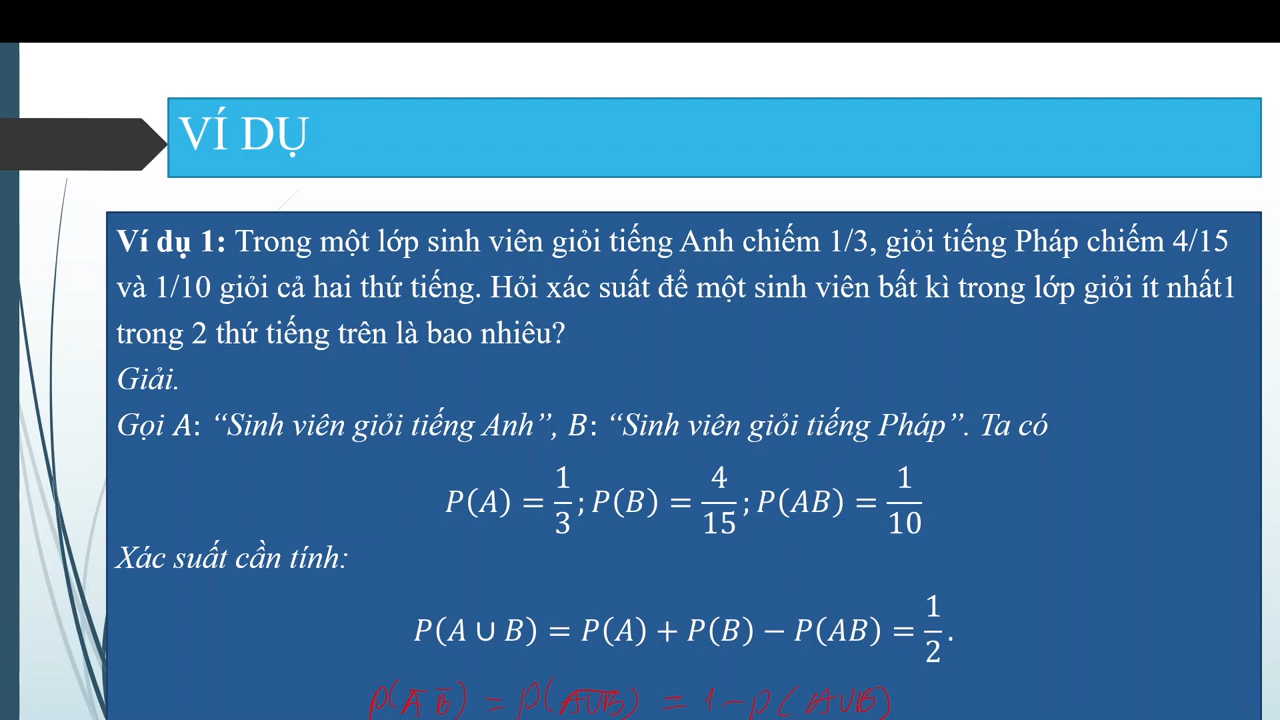 VÍ DỤ
Ví dụ 1: Trong một lớp sinh viên giỏi tiếng Anh chiếm 1/3, giỏi tiếng Pháp chiếm 4/15
và 1/10 giỏi cả hai thứ tiếng. Hỏi xác suất để một sinh viên bất kì trong lớp giỏi ít nhất1
trong 2 thứ tiếng trên là bao nhiêu?
Giải.
Gọi A: “Sinh viên giỏi tiếng Anh”, B: “Sinh viên giỏi tiếng Pháp”. Ta có
P(A) = 1/3; P(B) = 4/15; P(AB) = 1/10
Xác suất cần tính:
P(A ∪ B) = P(A) + P(B) − P(AB) = 1/2.
P(A̅ B̅) = P(A̅U̅B̅) = 1 − P(AUB)